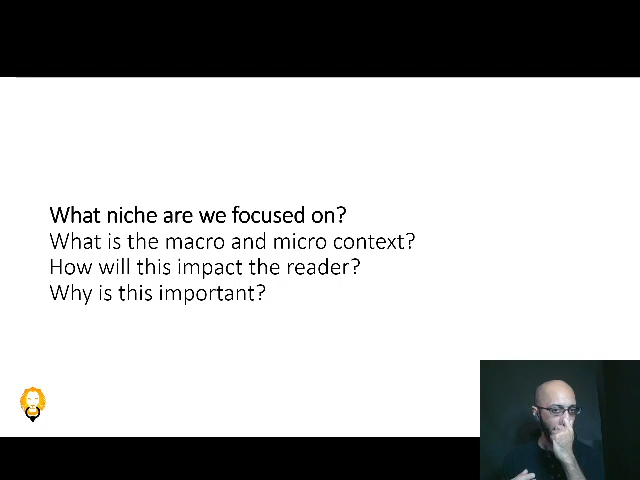 What niche are we focused on?
What is the macro and micro context?
How will this impact the reader?
Why is this important?